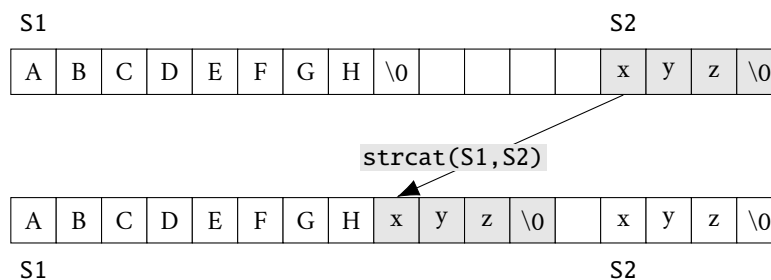 S1 S2
A B C D E F G H \0 x y z \0
strcat(S1,S2)
A B C D E F G H x y z \0 x y z \0
S1 S2